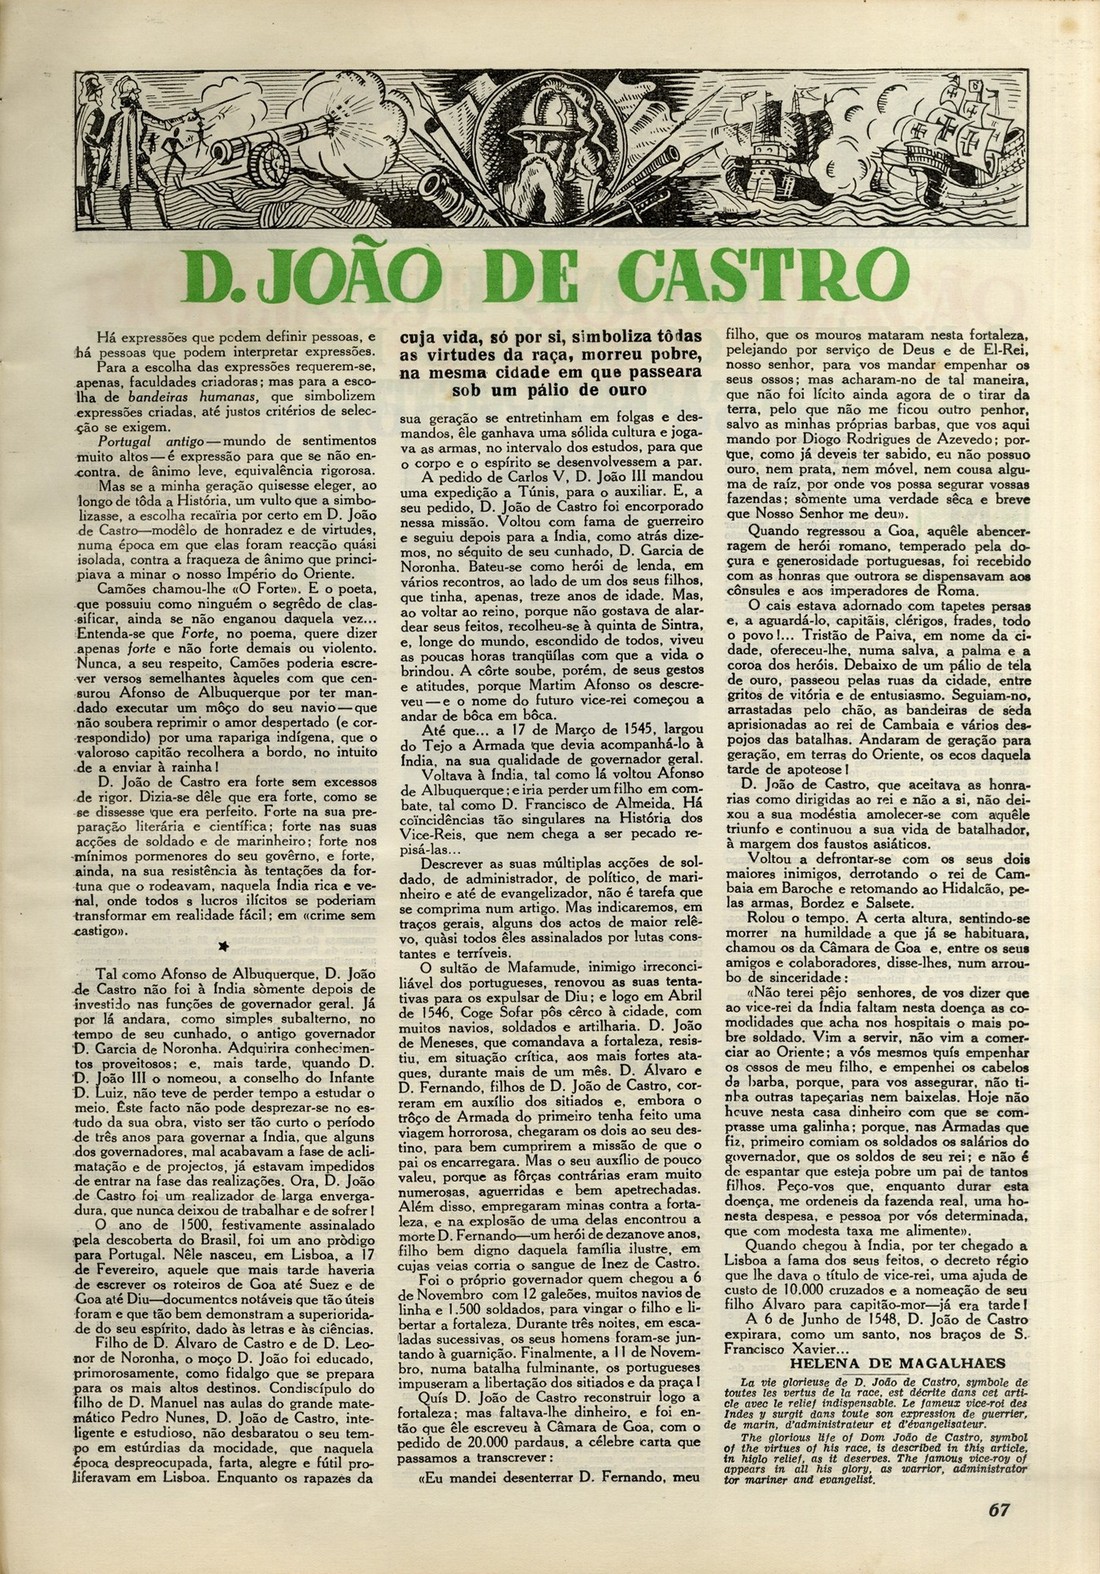 D. JOÃO DE CASTRO
Há expressões que podem definir pessoas, e
há pessoas que podem interpretar expressões.
Para a escolha das expressões requerem-se,
apenas, faculdades criadoras; mas para a esco-
lha de bandeiras humanas, que simbolizem
expressões criadas, até justos critérios de selec-
ção se exigem.
Portugal antigo—mundo de sentimentos
muito altos—é expressão para que se não en-
contra, de ânimo leve, equivalência rigorosa.
Mas se a minha geração quisesse eleger, ao
longo de tôda a História, um vulto que a simbo-
lizasse, a escolha recaïria por certo em D. João
de Castro—modêlo de honradez e de virtudes,
numa época em que elas foram reacção quási
isolada, contra a fraqueza de ânimo que princi-
piava a minar o nosso Império do Oriente.
Camões chamou-lhe «O Forte». E o poeta,
que possuiu como ninguém o segrêdo de clas-
sificar, ainda se não enganou daquela vez...
Entenda-se que Forte, no poema, quere dizer
apenas forte e não forte demais ou violento.
Nunca, a seu respeito, Camões poderia escre-
ver versos semelhantes àqueles com que cen-
surou Afonso de Albuquerque por ter man-
dado executar um môço do seu navio—que
não soubera reprimir o amor despertado (e cor-
respondido) por uma rapariga indígena, que o
valoroso capitão recolhera a bordo, no intuito
de a enviar à rainha!
D. João de Castro era forte sem excessos
de rigor. Dizia-se dêle que era forte, como se
se dissesse que era perfeito. Forte na sua pre-
paração literária e científica; forte nas suas
acções de soldado e de marinheiro; forte nos
mínimos pormenores do seu govêrno, e forte,
ainda, na sua resistência às tentações da for-
tuna que o rodeavam, naquela Índia rica e ve-
nal, onde todos s lucros ilícitos se poderiam
transformar em realidade fácil; em «crime sem
castigo».
★
Tal como Afonso de Albuquerque, D. João
de Castro não foi à Índia sòmente depois de
investido nas funções de governador geral. Já
por lá andara, como simples subalterno, no
tempo de seu cunhado, o antigo governador
D. Garcia de Noronha. Adquirira conhecimen-
tos proveitosos; e, mais tarde, quando D.
D. João III o nomeou, a conselho do Infante
D. Luiz, não teve de perder tempo a estudar o
meio. Êste facto não pode desprezar-se no es-
tudo da sua obra, visto ser tão curto o período
de três anos para governar a Índia, que alguns
dos governadores, mal acabavam a fase de acli-
matação e de projectos, já estavam impedidos
de entrar na fase das realizações. Ora, D. João
de Castro foi um realizador de larga enverga-
dura, que nunca deixou de trabalhar e de sofrer!
O ano de 1500, festivamente assinalado
pela descoberta do Brasil, foi um ano pròdigo
para Portugal. Nêle nasceu, em Lisboa, a 17
de Fevereiro, aquele que mais tarde haveria
de escrever os roteiros de Goa até Suez e de
Goa até Diu—documentos notáveis que tão úteis
foram e que tão bem demonstram a superiorida-
de do seu espírito, dado às letras e às ciências.
Filho de D. Álvaro de Castro e de D. Leo-
nor de Noronha, o moço D. João foi educado,
primorosamente, como fidalgo que se prepara
para os mais altos destinos. Condiscípulo do
filho de D. Manuel nas aulas do grande mate-
mático Pedro Nunes, D. João de Castro, inte-
ligente e estudioso, não desbaratou o seu tem-
po em estúrdias da mocidade, que naquela
época despreocupada, farta, alegre e fútil pro-
liferavam em Lisboa. Enquanto os rapazes da
cuja vida, só por si, simboliza tôdas
as virtudes da raça, morreu pobre,
na mesma cidade em que passeara
sob um pálio de ouro
sua geração se entretinham em folgas e des-
mandos, êle ganhava uma sólida cultura e joga-
va as armas, no intervalo dos estudos, para que
o corpo e o espírito se desenvolvessem a par.
A pedido de Carlos V, D. João III mandou
uma expedição a Túnis, para o auxiliar. E, a
seu pedido, D. João de Castro foi encorporado
nessa missão. Voltou com fama de guerreiro
e seguiu depois para a Índia, como atrás dize-
mos, no séquito de seu cunhado, D. Garcia de
Noronha. Bateu-se como herói de lenda, em
vários recontros, ao lado de um dos seus filhos,
que tinha, apenas, treze anos de idade. Mas,
ao voltar ao reino, porque não gostava de alar-
dear seus feitos, recolheu-se à quinta de Sintra,
e, longe do mundo, escondido de todos, viveu
as poucas horas tranqüilas com que a vida o
brindou. A côrte soube, porém, de seus gestos
e atitudes, porque Martim Afonso os descre-
veu—e o nome do futuro vice-rei começou a
andar de bôca em bôca.
Até que... a 17 de Março de 1545, largou
do Tejo a Armada que devia acompanhá-lo à
Índia, na sua qualidade de governador geral.
Voltava à Índia, tal como lá voltou Afonso
de Albuquerque; e iria perder um filho em com-
bate, tal como D. Francisco de Almeida. Há
coïncidências tão singulares na História dos
Vice-Reis, que nem chega a ser pecado re-
pisá-las...
Descrever as suas múltiplas acções de sol-
dado, de administrador, de político, de mari-
nheiro e até de evangelizador, não é tarefa que
se comprima num artigo. Mas indicaremos, em
traços gerais, alguns dos actos de maior relê-
vo, quàsi todos êles assinalados por lutas cons-
tantes e terríveis.
O sultão de Mafamude, inimigo irreconci-
liável dos portugueses, renovou as suas tenta-
tivas para os expulsar de Diu; e logo em Abril
de 1546, Coge Sofar pôs cêrco à cidade, com
muitos navios, soldados e artilharia. D. João
de Meneses, que comandava a fortaleza, resis-
tiu, em situação crítica, aos mais fortes ata-
ques, durante mais de um mês. D. Álvaro e
D. Fernando, filhos de D. João de Castro, cor-
reram em auxílio dos sitiados e, embora o
trôço de Armada do primeiro tenha feito uma
viagem horrorosa, chegaram os dois ao seu des-
tino, para bem cumprirem a missão de que o
pai os encarregara. Mas o seu auxílio de pouco
valeu, porque as fôrças contrárias eram muito
numerosas, aguerridas e bem apetrechadas.
Além disso, empregaram minas contra a forta-
leza, e na explosão de uma delas encontrou a
morte D. Fernando—um herói de dezanove anos,
filho bem digno daquela família ilustre, em
cujas veias corria o sangue de Inez de Castro.
Foi o próprio governador quem chegou a 6
de Novembro com 12 galeões, muitos navios de
linha e 1.500 soldados, para vingar o filho e li-
bertar a fortaleza. Durante três noites, em esca-
ladas sucessivas, os seus homens foram-se jun-
tando à guarnição. Finalmente, a 11 de Novem-
bro, numa batalha fulminante, os portugueses
impuseram a libertação dos sitiados e da praça!
Quís D. João de Castro reconstruir logo a
fortaleza; mas faltava-lhe dinheiro, e foi en-
tão que êle escreveu à Câmara de Goa, com o
pedido de 20.000 pardaus, a célebre carta que
passamos a transcrever:
«Eu mandei desenterrar D. Fernando, meu
filho, que os mouros mataram nesta fortaleza,
pelejando por serviço de Deus e de El-Rei,
nosso senhor, para vos mandar empenhar os
seus ossos; mas acharam-no de tal maneira,
que não foi lícito ainda agora de o tirar da
terra, pelo que não me ficou outro penhor,
salvo as minhas próprias barbas, que vos aqui
mando por Diogo Rodrigues de Azevedo; por-
que, como já deveis ter sabido, eu não possuo
ouro, nem prata, nem móvel, nem cousa algu-
ma de raíz, por onde vos possa segurar vossas
fazendas; sòmente uma verdade sêca e breve
que Nosso Senhor me deu».
Quando regressou a Goa, aquêle abencer-
ragem de herói romano, temperado pela do-
çura e generosidade portuguesas, foi recebido
com as honras que outrora se dispensavam aos
cônsules e aos imperadores de Roma.
O cais estava adornado com tapetes persas
e, a aguardá-lo, capitãis, clérigos, frades, todo
o povo!... Tristão de Paiva, em nome da ci-
dade, ofereceu-lhe, numa salva, a palma e a
coroa dos heróis. Debaixo de um pálio de tela
de ouro, passeou pelas ruas da cidade, entre
gritos de vitória e de entusiasmo. Seguiam-no,
arrastadas pelo chão, as bandeiras de seda
aprisionadas ao rei de Cambaia e vários des-
pojos das batalhas. Andaram de geração para
geração, em terras do Oriente, os ecos daquela
tarde de apoteose!
D. João de Castro, que aceitava as honra-
rias como dirigidas ao rei e não a si, não dei-
xou a sua modéstia amolecer-se com aquêle
triunfo e continuou a sua vida de batalhador,
à margem dos faustos asiáticos.
Voltou a defrontar-se com os seus dois
maiores inimigos, derrotando o rei de Cam-
baia em Baroche e retomando ao Hidalcão, pe-
las armas, Bordez e Salsete.
Rolou o tempo. A certa altura, sentindo-se
morrer na humildade a que já se habituara,
chamou os da Câmara de Goa e, entre os seus
amigos e colaboradores, disse-lhes, num arrou-
bo de sinceridade:
«Não terei pêjo senhores, de vos dizer que
ao vice-rei da Índia faltam nesta doença as co-
modidades que acha nos hospitais o mais po-
bre soldado. Vim a servir, não vim a comer-
ciar ao Oriente; a vós mesmos quís empenhar
os ossos de meu filho, e empenhei os cabelos
da barba, porque, para vos assegurar, não ti-
nha outras tapeçarias nem baixelas. Hoje não
houve nesta casa dinheiro com que se com-
prasse uma galinha; porque, nas Armadas que
fiz, primeiro comiam os soldados os salários do
governador, que os soldos de seu rei; e não é
de espantar que esteja pobre um pai de tantos
filhos. Peço-vos que, enquanto durar esta
doença, me ordeneis da fazenda real, uma ho-
nesta despesa, e pessoa por vós determinada,
que com modesta taxa me alimente».
Quando chegou à Índia, por ter chegado a
Lisboa a fama dos seus feitos, o decreto régio
que lhe dava o título de vice-rei, uma ajuda de
custo de 10.000 cruzados e a nomeação de seu
filho Álvaro para capitão-mor—já era tarde!
A 6 de Junho de 1548, D. João de Castro
expirara, como um santo, nos braços de S.
Francisco Xavier...
HELENA DE MAGALHAES
La vie glorieuse de D. João de Castro, symbole de
toutes les vertus de la race, est décrite dans cet arti-
cle avec le relief indispensable. Le fameux vice-roi des
Indes y surgit dans toute son expression de guerrier,
de marin, d'administrateur et d'évangelisateur.
The glorious life of Dom João de Castro, symbol
of the virtues of his race, is described in this article,
in higlo relief, as it deserves. The famous vice-roy of
appears in all his glory, as warrior, administrator
tor mariner and evangelist.
67